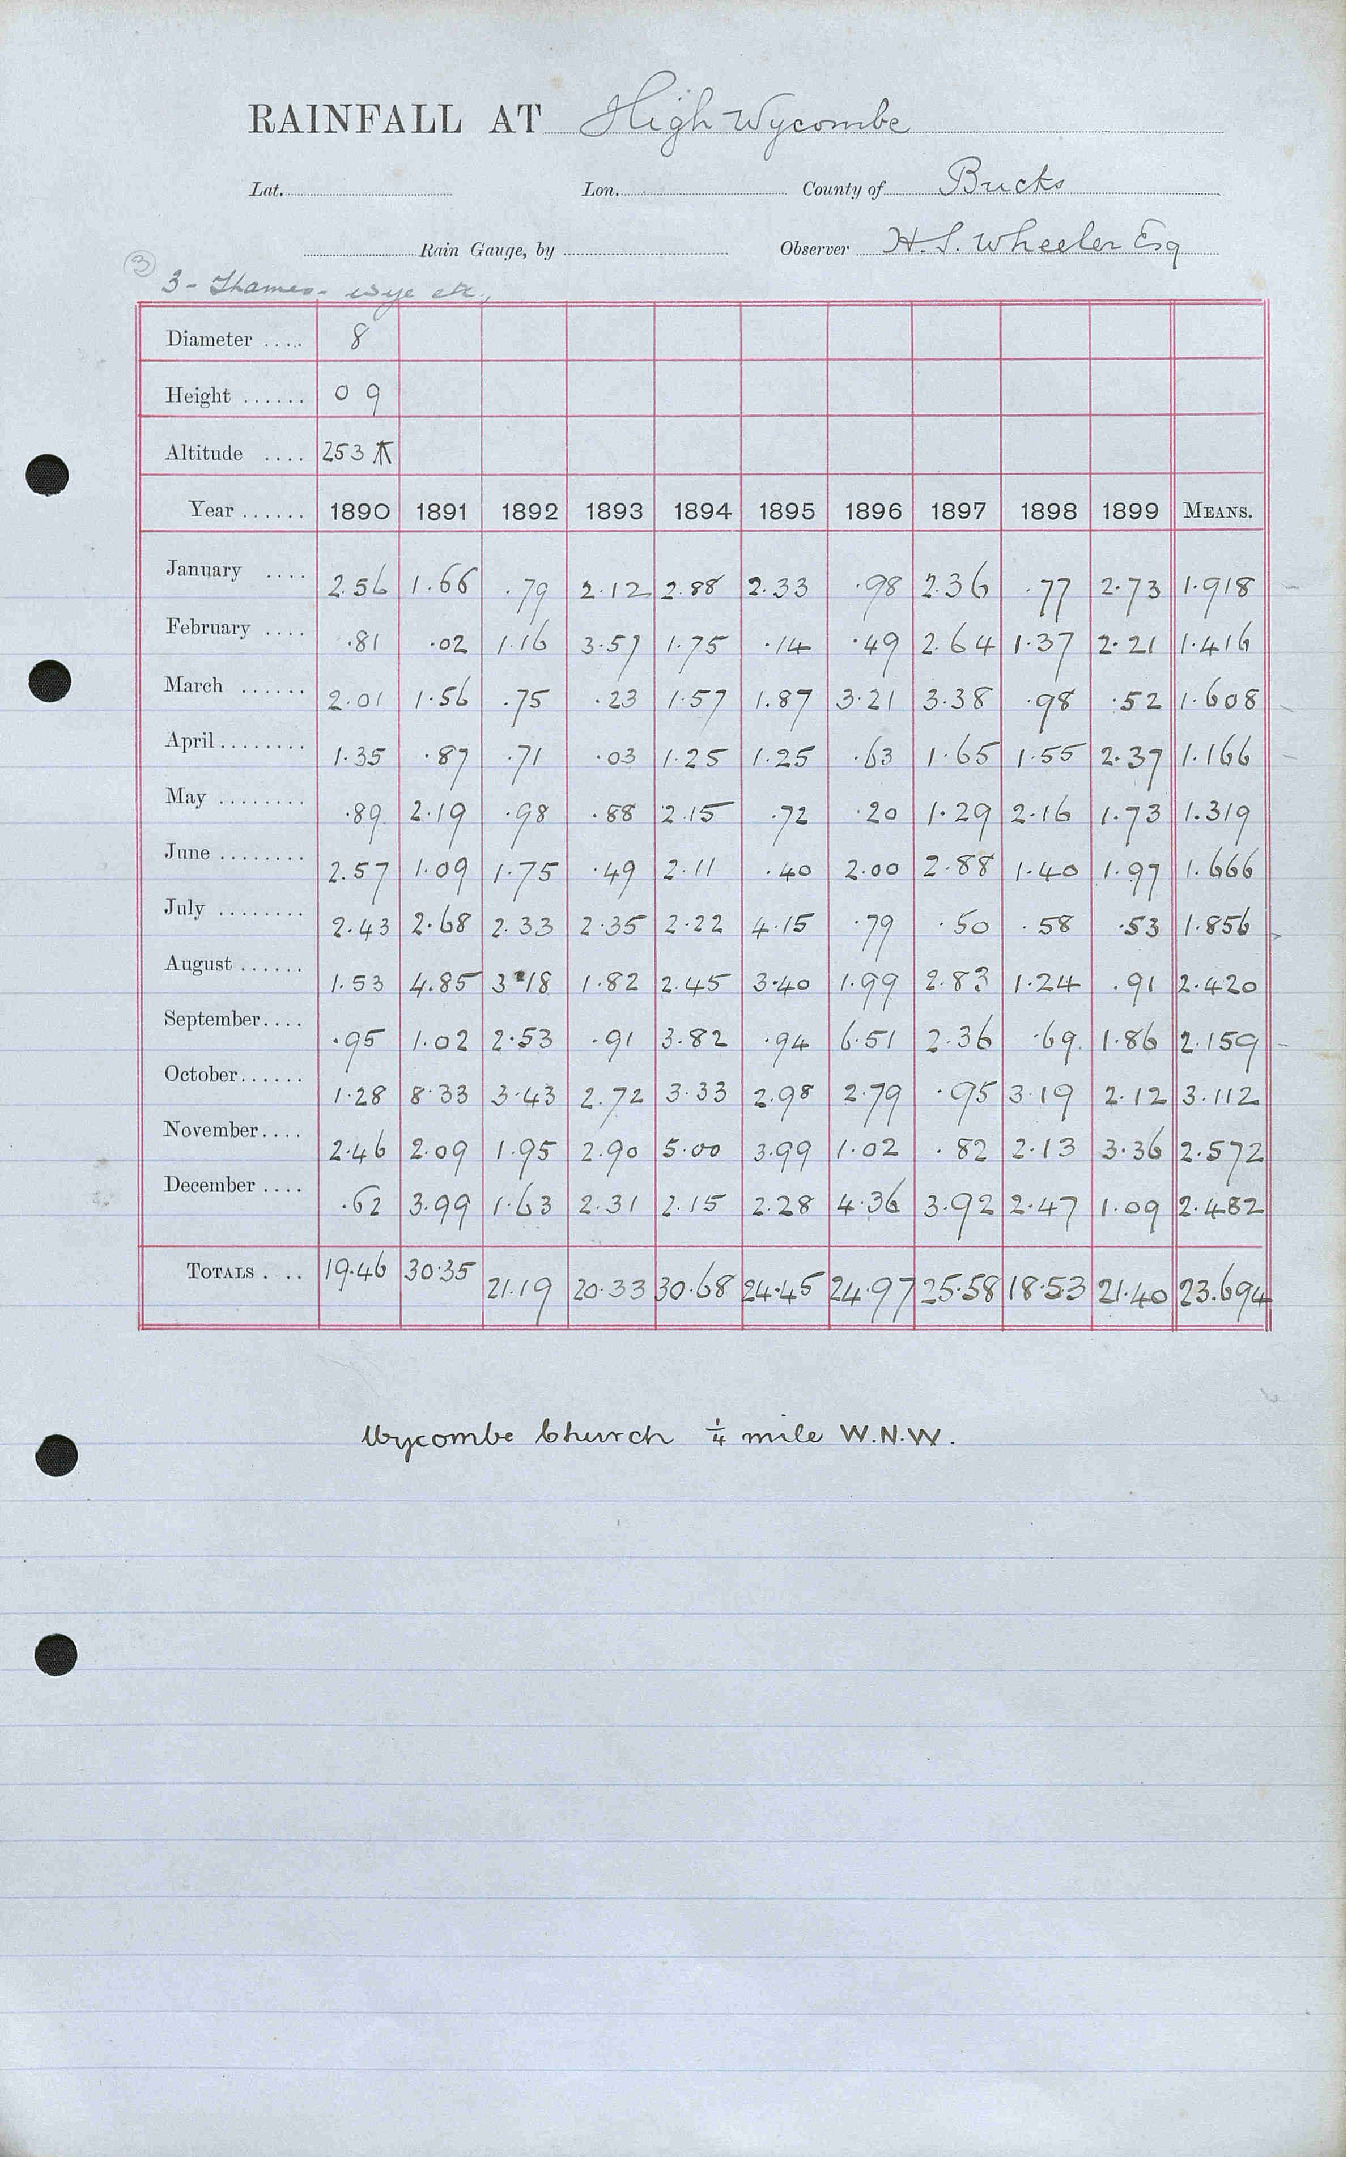 RAINFALL AT High Wycombe
Lat. Lon. County of Bucks
Rain Gauge, by Observer H. S. Wheeler Esq
3
3 - Thames - Wye etc.,
Diameter ..... 8
Height ...... 0 9
Altitude .... 253
Year ...... 1890 1891 1892 1893 1894 1895 1896 1897 1898 1899 MEANS.
January .... 2.56 1.66 .79 2.12 2.88 2.33 .98 2.36 .77 2.73 1.918
February .... .81 .02 1.16 3.57 1.75 .14 .49 2.64 1.37 2.21 1.416
March ...... 2.01 1.56 .75 .23 1.57 1.87 3.21 3.38 .98 .52 1.608
April ........ 1.35 .87 .71 .03 1.25 1.25 .63 1.65 1.55 2.37 1.166
May ........ .89 2.19 .98 .88 2.15 .72 .20 1.29 2.16 1.73 1.319
June ........ 2.57 1.09 1.75 .49 2.11 .40 2.00 2.88 1.40 1.97 1.666
July ........ 2.43 2.68 2.33 2.35 2.22 4.15 .79 .50 .58 .53 1.856
August ...... 1.53 4.85 3.18 1.82 2.45 3.40 1.99 2.83 1.24 .91 2.420
September.... .95 1.02 2.53 .91 3.82 .94 6.51 2.36 .69 1.86 2.159
October...... 1.28 8.33 3.43 2.72 3.33 2.98 2.79 .95 3.19 2.12 3.112
November.... 2.46 2.09 1.95 2.90 5.00 3.99 1.02 .82 2.13 3.36 2.572
December .... .62 3.99 1.63 2.31 2.15 2.28 4.36 3.92 2.47 1.09 2.482
TOTALS . .. 19.46 30.35 21.19 20.33 30.68 24.45 24.97 25.58 18.53 21.40 23.694
Wycombe Church ¼ mile W.N.W.